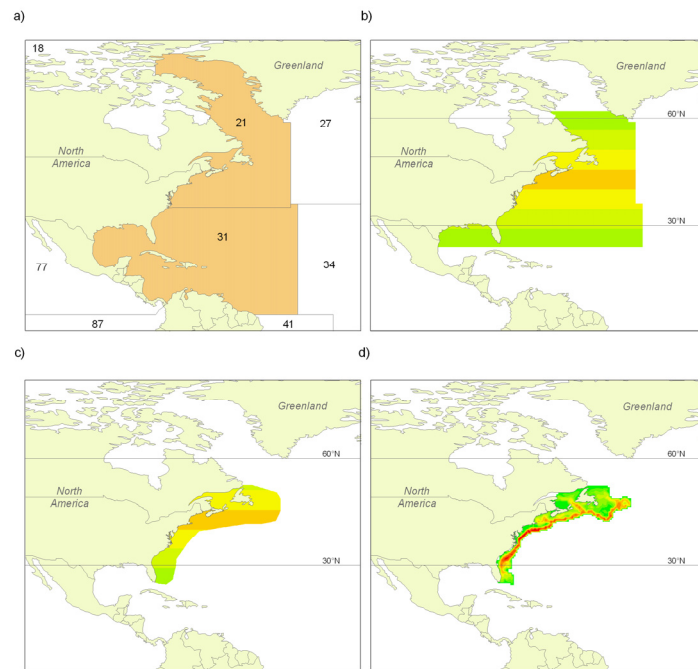 a)
18
Greenland
21
27
North
America
31
77
34
87
41
b)
Greenland
60°N
North
America
30°N
c)
Greenland
60°N
North
America
30°N
d)
Greenland
60°N
North
America
30°N